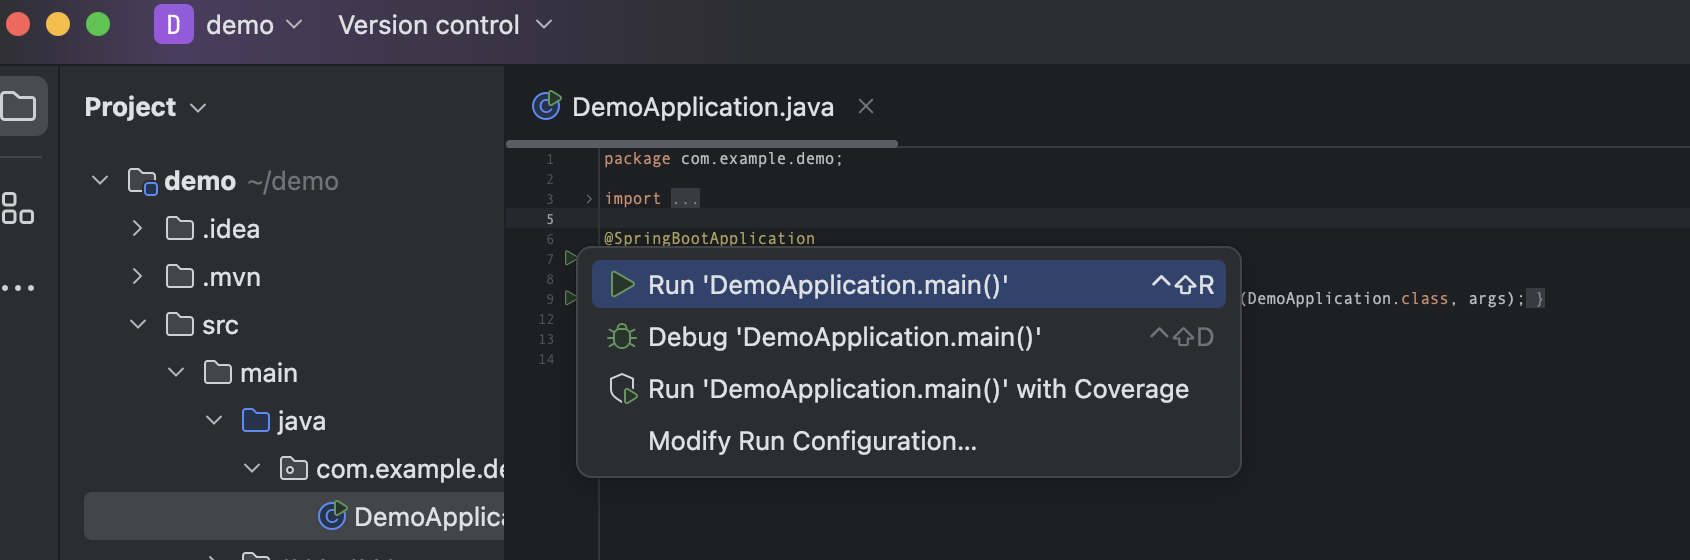 D demo Version control
Project
demo ~/demo
.idea
.mvn
src
main
java
com.example.de
DemoApplica
DemoApplication.java
1 package com.example.demo;
2
3 import ...
5
6 @SpringBootApplication
7
8
9 (DemoApplication.class, args); }
12
13
14
Run 'DemoApplication.main()' ^⇧R
Debug 'DemoApplication.main()' ^⇧D
Run 'DemoApplication.main()' with Coverage
Modify Run Configuration...